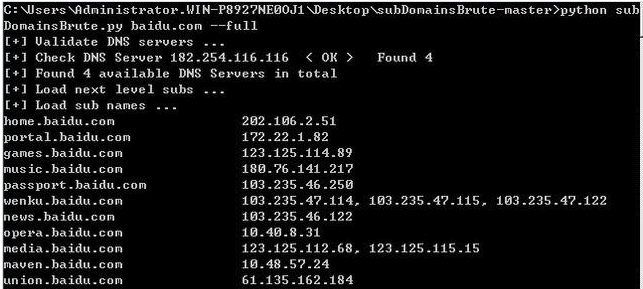 C:\Users\Administrator.WIN-P8927NE0OJ1\Desktop\subDomainsBrute-master>python sub
DomainsBrute.py baidu.com --full
[+] Validate DNS servers ...
[+] Check DNS Server 182.254.116.116  < OK >   Found 4
[+] Found 4 available DNS Servers in total
[+] Load next level subs ...
[+] Load sub names ...
home.baidu.com                202.106.2.51
portal.baidu.com              172.22.1.82
games.baidu.com               123.125.114.89
music.baidu.com               180.76.141.217
passport.baidu.com            103.235.46.250
wenku.baidu.com               103.235.47.114, 103.235.47.115, 103.235.47.122
news.baidu.com                103.235.46.122
opera.baidu.com               10.40.8.31
media.baidu.com               123.125.112.68, 123.125.115.15
maven.baidu.com               10.48.57.24
union.baidu.com               61.135.162.184